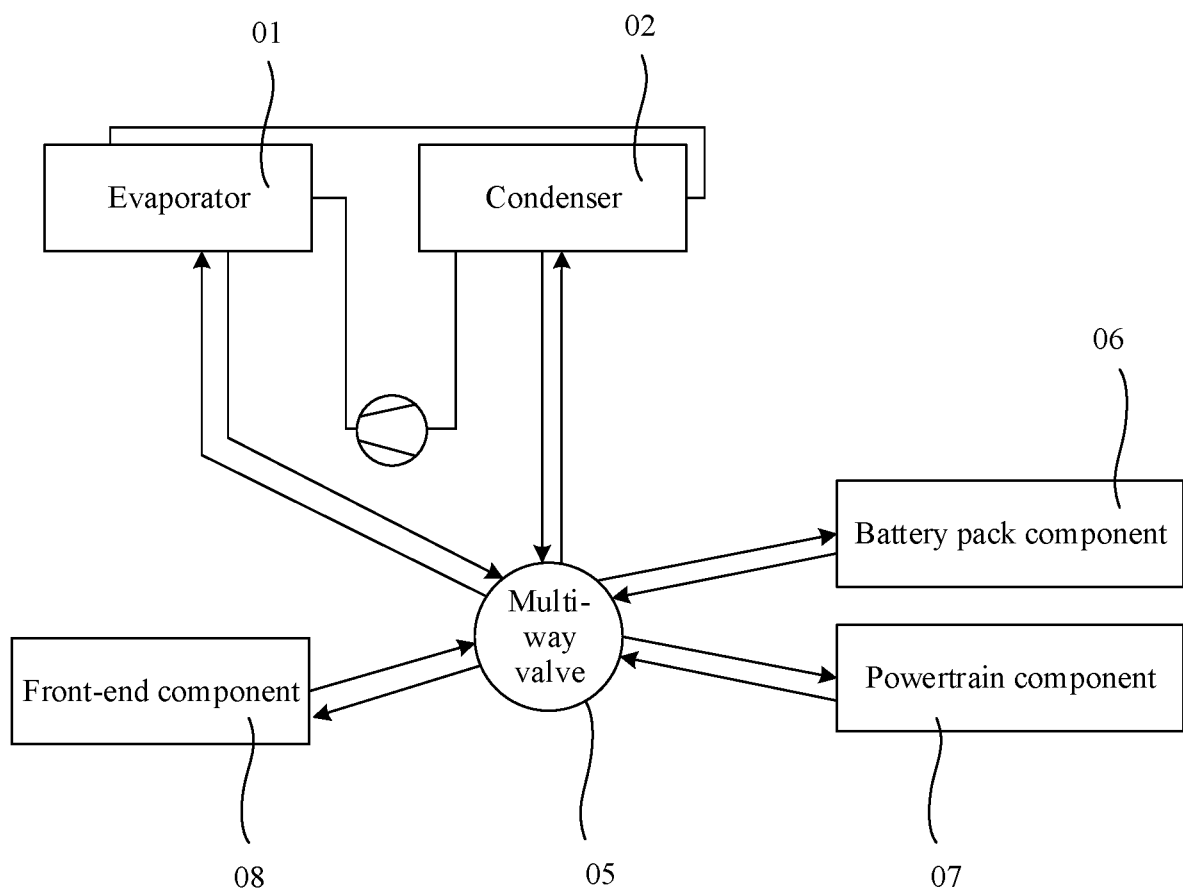 01
02
Evaporator
Condenser
06
Battery pack component
Multi-
way
valve
Front-end component
Powertrain component
08
05
07